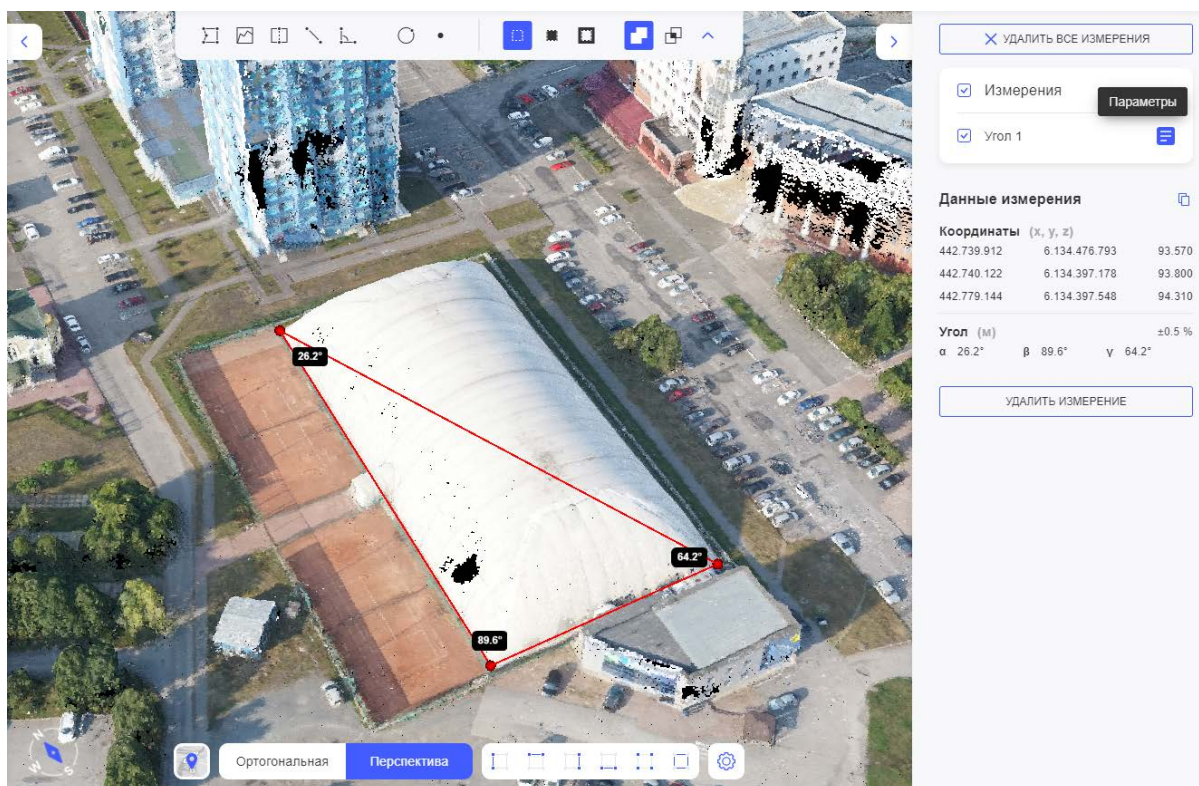 УДАЛИТЬ ВСЕ ИЗМЕРЕНИЯ
Измерения
Параметры
Угол 1
Данные измерения
Координаты (x, y, z)
442.739.912 6.134.476.793 93.570
442.740.122 6.134.397.178 93.800
442.779.144 6.134.397.548 94.310
Угол (м) ±0.5 %
α 26.2° β 89.6° γ 64.2°
УДАЛИТЬ ИЗМЕРЕНИЕ
26.2°
64.2°
89.6°
Ортогональная Перспектива